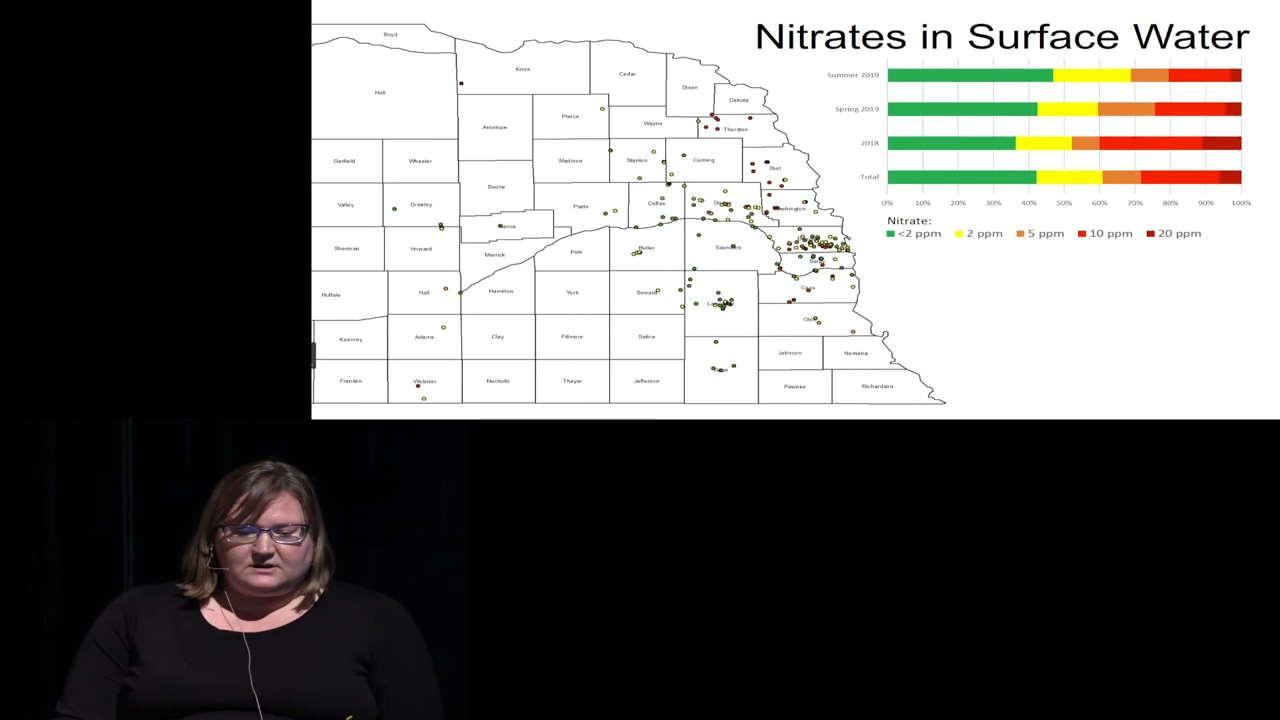 Nitrates in Surface Water
Summer 2019
Spring 2019
2018
Total
0% 10% 20% 30% 40% 50% 60% 70% 80% 90% 100%
Nitrate:
<2 ppm 2 ppm 5 ppm 10 ppm 20 ppm
Boyd
Knox
Cedar
Holt
Dixon
Dakota
Pierce
Wayne
Thurston
Antelope
Garfield
Wheeler
Madison
Stanton
Cuming
Burt
Boone
Valley
Greeley
Platte
Colfax
Washington
Sherman
Howard
Merrick
Polk
Butler
Saunders
Buffalo
Hall
Hamilton
York
Seward
Cass
Kearney
Adams
Clay
Fillmore
Saline
Johnson
Nemaha
Franklin
Webster
Nuckolls
Thayer
Jefferson
Pawnee
Richardson